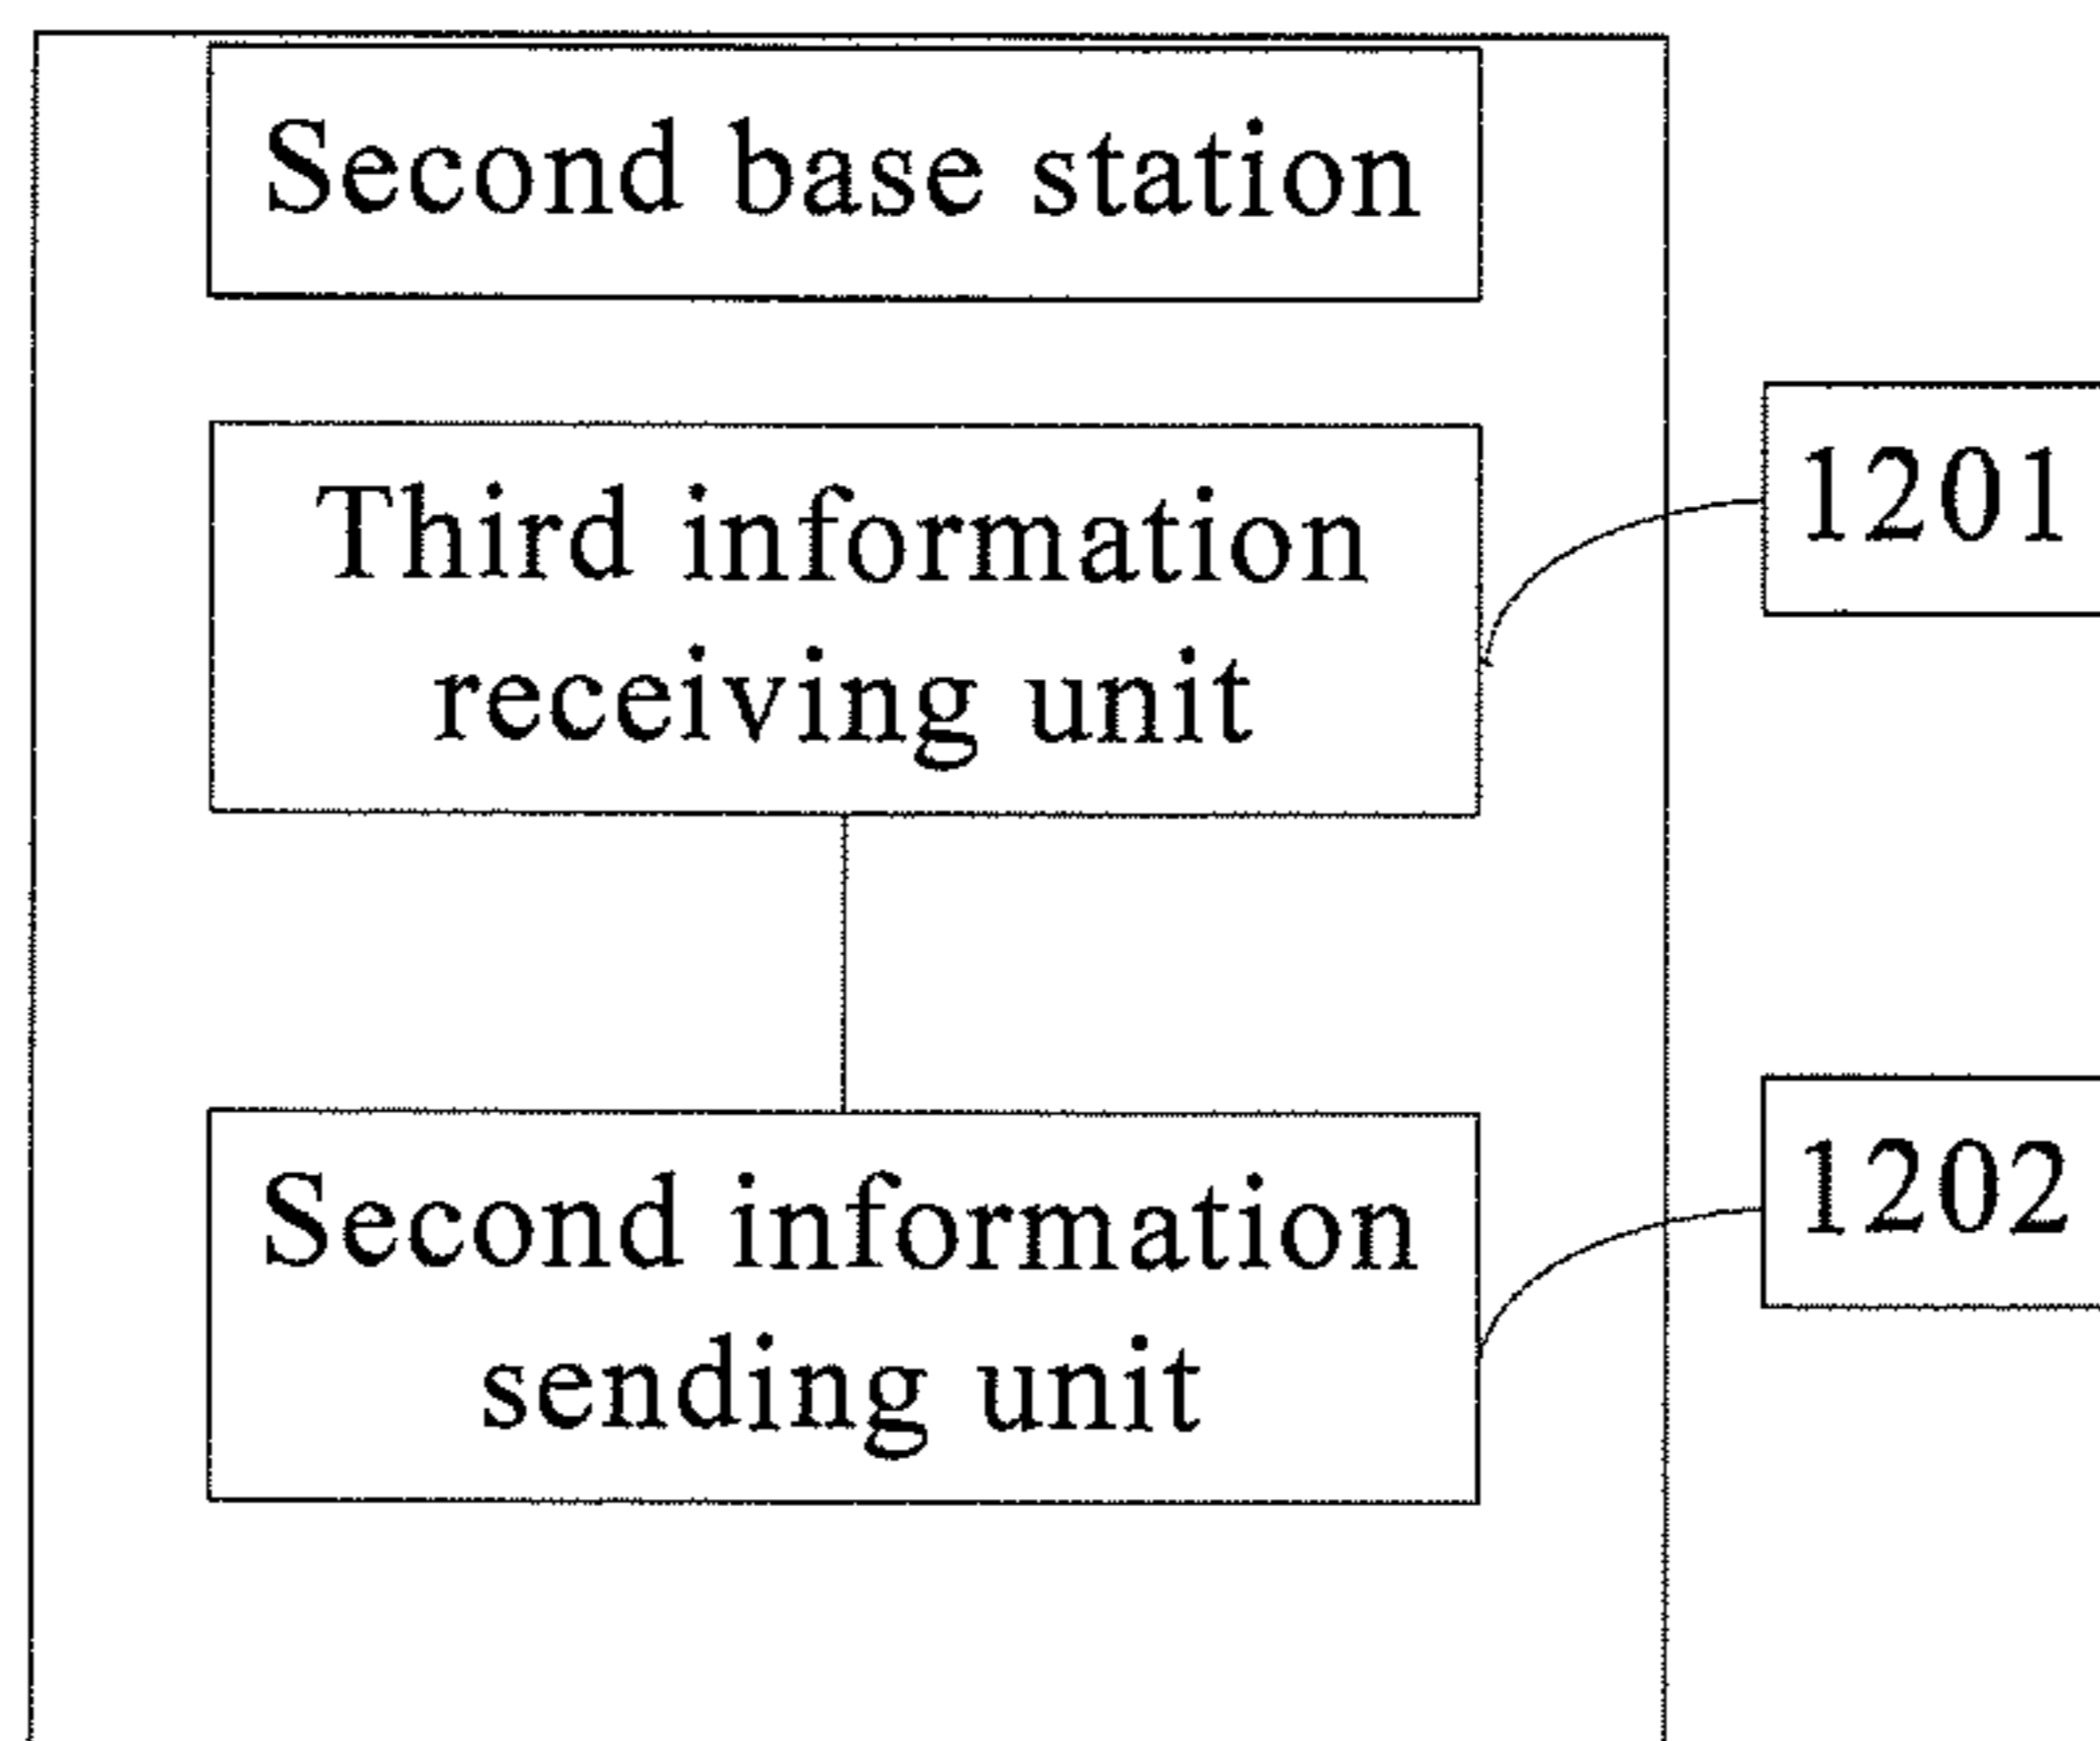 Second base station
Third information
receiving unit
1201
Second information
sending unit
1202